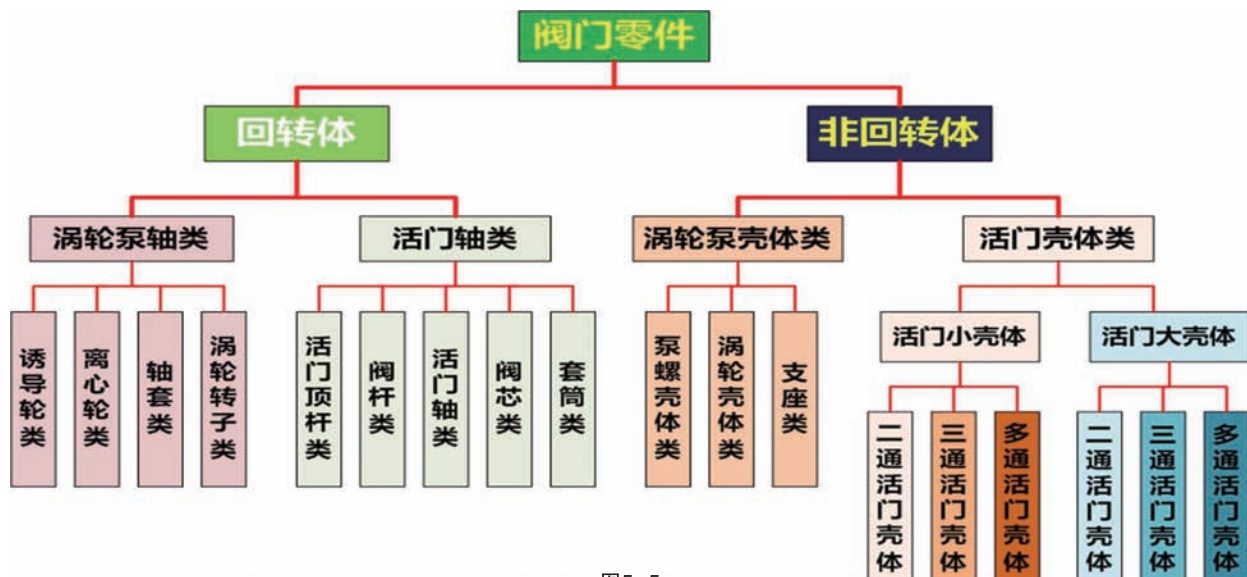 阀门零件
回转体
非回转体
涡轮泵轴类
活门轴类
涡轮泵壳体类
活门壳体类
诱导轮类
离心轮类
轴套类
涡轮转子类
活门顶杆类
阀杆类
活门轴类
阀芯类
套筒类
泵螺壳体类
涡轮壳体类
支座类
活门小壳体
活门大壳体
二通活门壳体
三通活门壳体
多通活门壳体
二通活门壳体
三通活门壳体
多通活门壳体